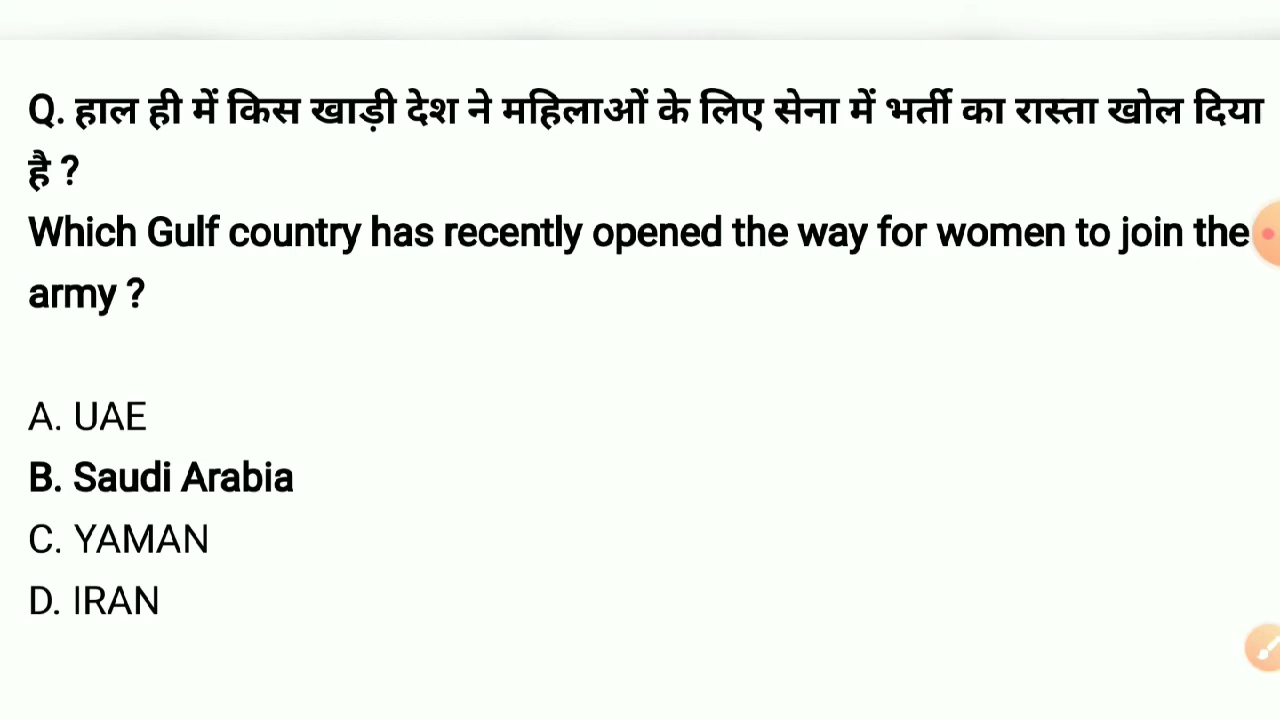 Q. हाल ही में किस खाड़ी देश ने महिलाओं के लिए सेना में भर्ती का रास्ता खोल दिया
है ?
Which Gulf country has recently opened the way for women to join the
army ?
A. UAE
B. Saudi Arabia
C. YAMAN
D. IRAN